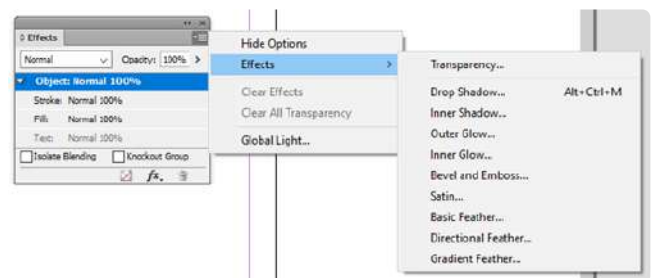 Effects
Normal Opacity: 100%
Object: Normal 100%
Stroke: Normal 100%
Fill: Normal 100%
Text: Normal 100%
Isolate Blending Knockout Group
fx.
Hide Options
Effects
Clear Effects
Clear All Transparency
Global Light...
Transparency...
Drop Shadow... Alt+Ctrl+M
Inner Shadow...
Outer Glow...
Inner Glow...
Bevel and Emboss...
Satin...
Basic Feather...
Directional Feather...
Gradient Feather...